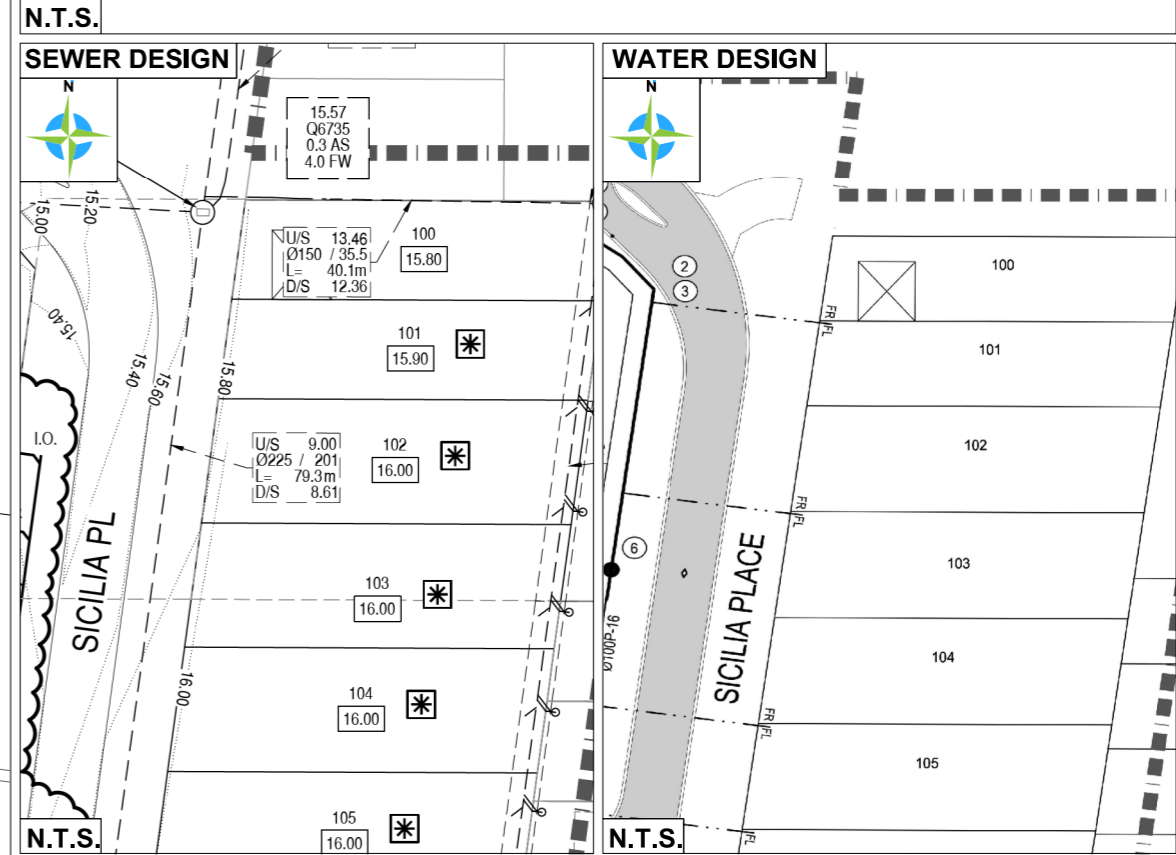 N.T.S.
SEWER DESIGN
N
15.57
Q6735
0.3 AS
4.0 FW
15.00
15.20
U/S 13.46
Ø150 / 35.5
L= 40.1m
D/S 12.36
100
15.80
15.40
101
15.90
15.40
15.60
15.80
I.O.
U/S 9.00
Ø225 / 201
L= 79.3m
D/S 8.61
102
16.00
SICILIA PL
103
16.00
16.00
104
16.00
105
16.00
N.T.S.
WATER DESIGN
N
2
3
100
FR
FL
101
102
FR
FL
6
103
SICILIA PLACE
Ø100P-16
104
FR
FL
105
FL
N.T.S.